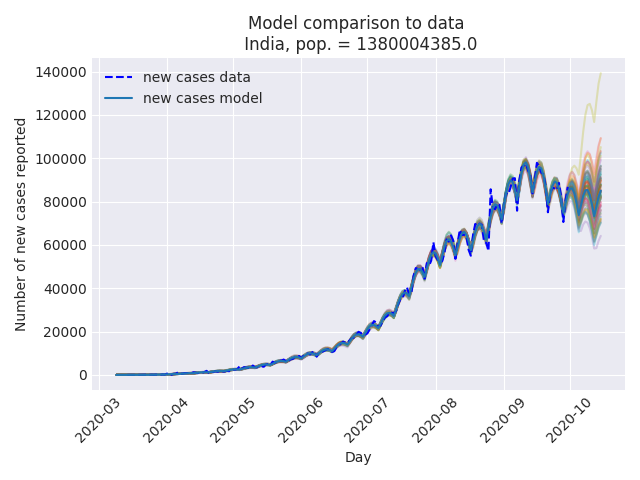 Model comparison to data
India, pop. = 1380004385.0
new cases data
new cases model
Number of new cases reported
140000
120000
100000
80000
60000
40000
20000
0
2020-03
2020-04
2020-05
2020-06
2020-07
2020-08
2020-09
2020-10
Day